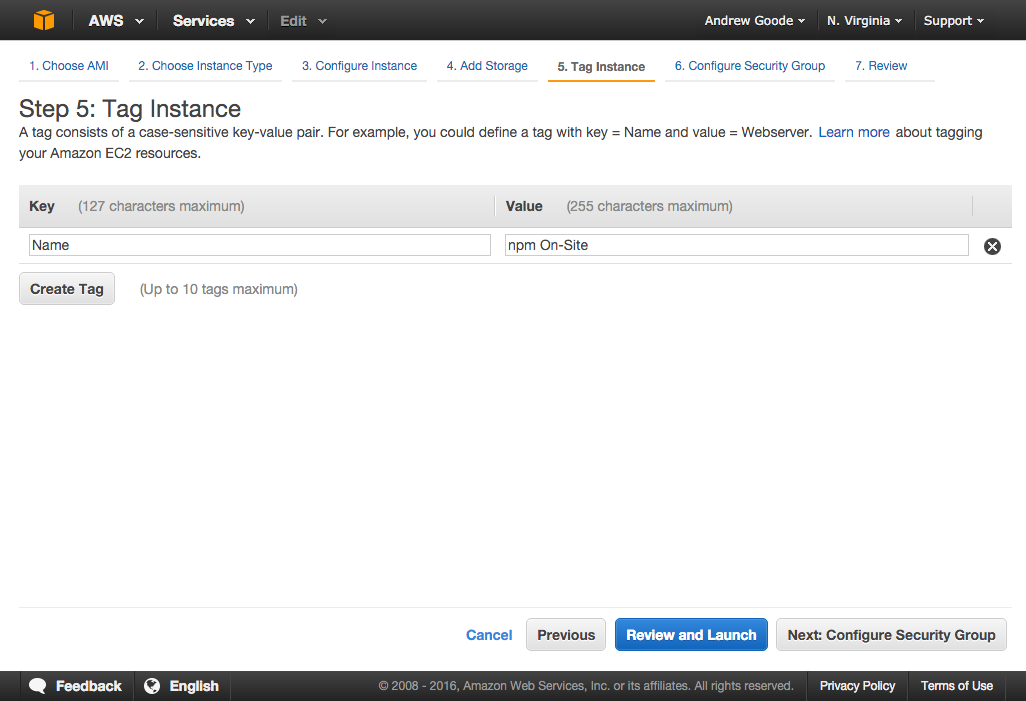 AWS Services Edit Andrew Goode N. Virginia Support
1. Choose AMI 2. Choose Instance Type 3. Configure Instance 4. Add Storage 5. Tag Instance 6. Configure Security Group 7. Review
Step 5: Tag Instance
A tag consists of a case-sensitive key-value pair. For example, you could define a tag with key = Name and value = Webserver. Learn more about tagging
your Amazon EC2 resources.
Key (127 characters maximum) Value (255 characters maximum)
Name npm On-Site
Create Tag (Up to 10 tags maximum)
Cancel Previous Review and Launch Next: Configure Security Group
Feedback English © 2008 - 2016, Amazon Web Services, Inc. or its affiliates. All rights reserved. Privacy Policy Terms of Use